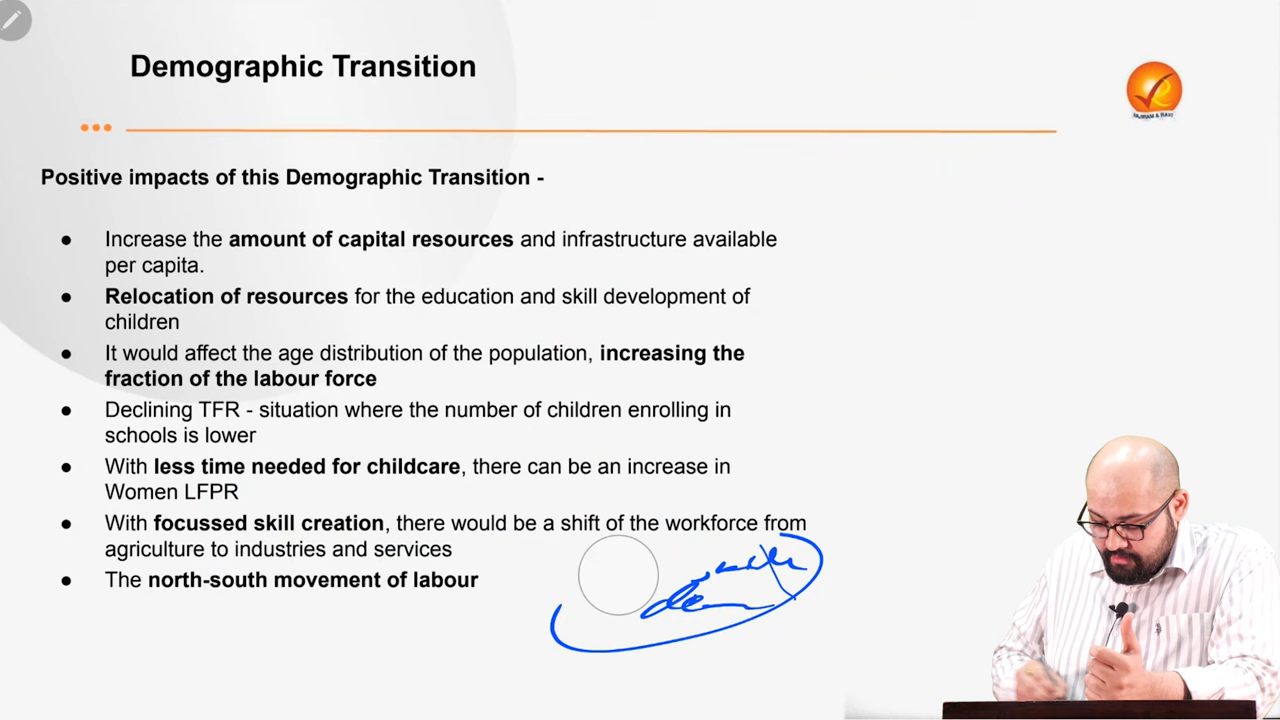 Demographic Transition
VAJIRAM & RAVI
Positive impacts of this Demographic Transition -
● Increase the amount of capital resources and infrastructure available
per capita.
● Relocation of resources for the education and skill development of
children
● It would affect the age distribution of the population, increasing the
fraction of the labour force
● Declining TFR - situation where the number of children enrolling in
schools is lower
● With less time needed for childcare, there can be an increase in
Women LFPR
● With focussed skill creation, there would be a shift of the workforce from
agriculture to industries and services
● The north-south movement of labour